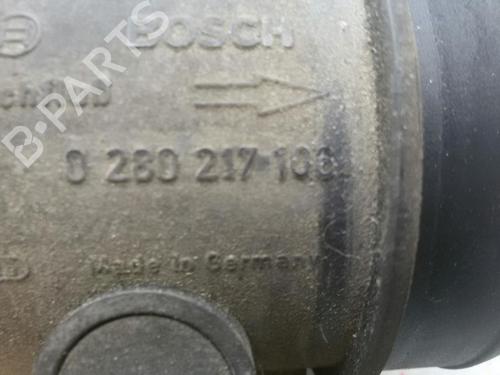 BOSCH
0 280 217 106
Made in Germany
B-PARTS